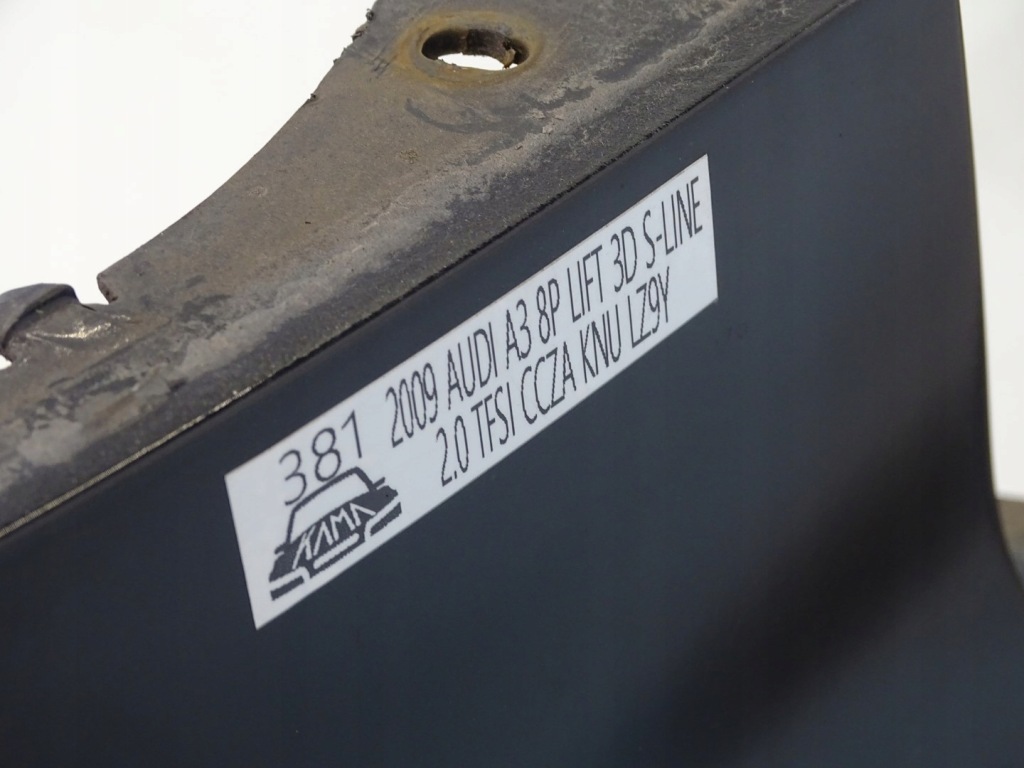 381
2009 AUDI A3 8P LIFT 3D S-LINE
2.0 TFSI CCZA KNU LZ9Y
KAMA